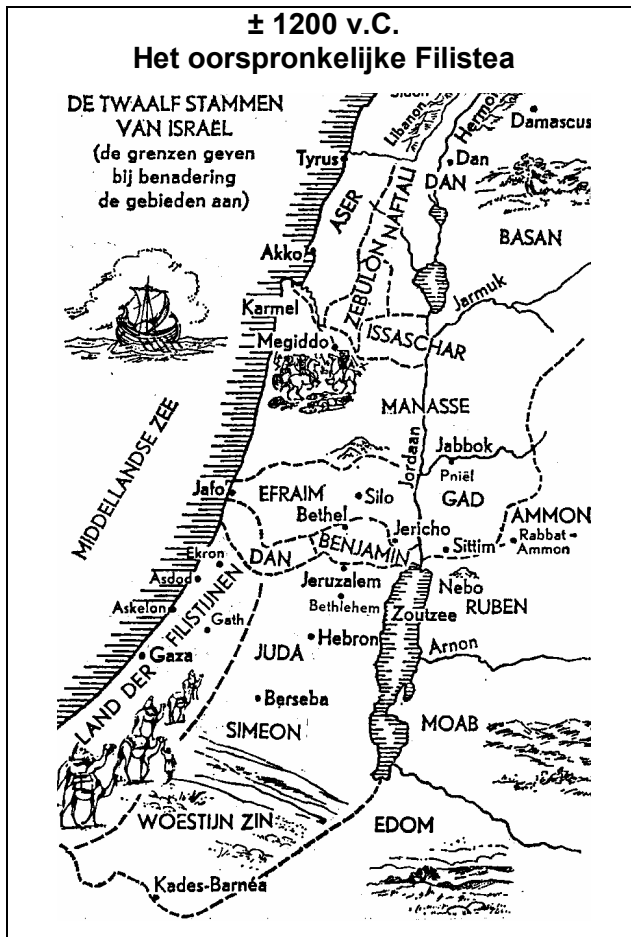 ± 1200 v.C.
Het oorspronkelijke Filistea
DE TWAALF STAMMEN
VAN ISRAËL
(de grenzen geven
bij benadering
de gebieden aan)
Sidon
Libanon
Hermon
Damascus
Tyrus
Dan
DAN
ASER
NAFTALI
BASAN
Akko
ZEBULON
Karmel
Jarmuk
Megiddo
ISSASCHAR
MANASSE
MIDDELLANDSE ZEE
Jordaan
Jabbok
Pniël
Jafo
EFRAIM
Silo
GAD
Bethel
Jericho
AMMON
Rabbat-
Ammon
Ekron
DAN
BENJAMIN
Sittim
Asdod
Jeruzalem
Nebo
Askelon
Bethlehem
RUBEN
Gath
Zoutzee
Hebron
Arnon
Gaza
JUDA
LAND DER FILISTIJNEN
Berseba
MOAB
SIMEON
WOESTIJN ZIN
EDOM
Kades-Barnéa